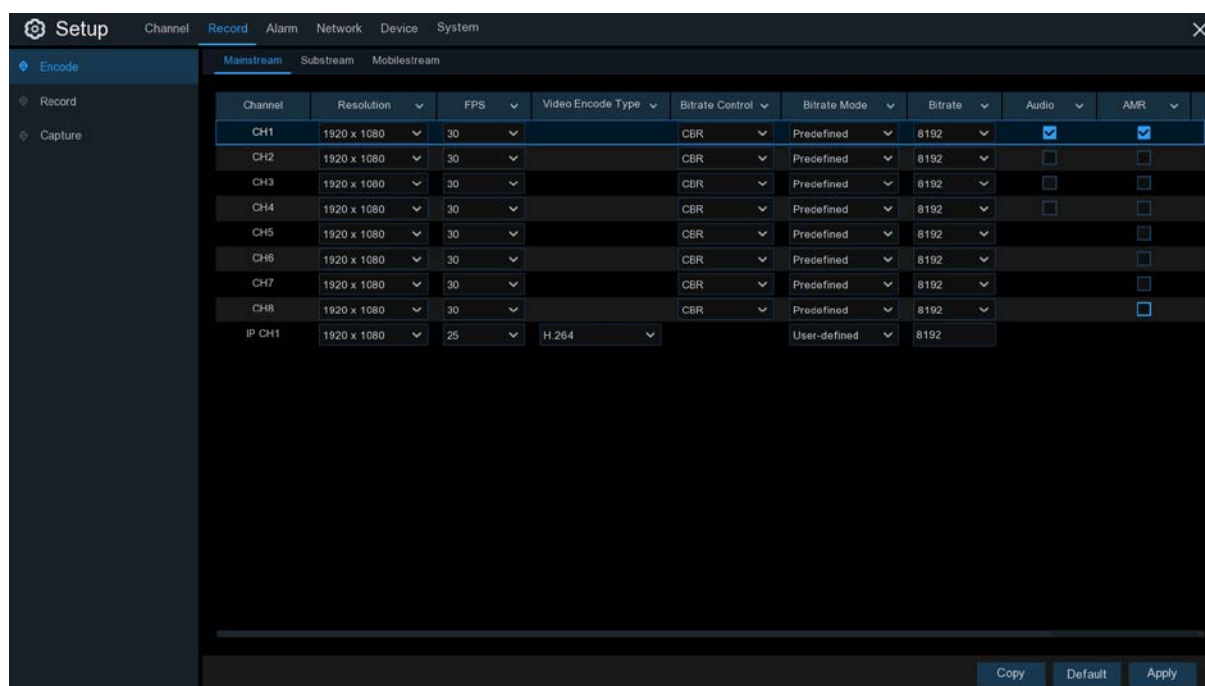 Setup Channel Record Alarm Network Device System
Encode
Record
Capture
Mainstream Substream Mobilestream
Channel Resolution FPS Video Encode Type Bitrate Control Bitrate Mode Bitrate Audio AMR
CH1 1920 x 1080 30 CBR Predefined 8192
CH2 1920 x 1080 30 CBR Predefined 8192
CH3 1920 x 1080 30 CBR Predefined 8192
CH4 1920 x 1080 30 CBR Predefined 8192
CH5 1920 x 1080 30 CBR Predefined 8192
CH6 1920 x 1080 30 CBR Predefined 8192
CH7 1920 x 1080 30 CBR Predefined 8192
CH8 1920 x 1080 30 CBR Predefined 8192
IP CH1 1920 x 1080 25 H.264 User-defined 8192
Copy Default Apply